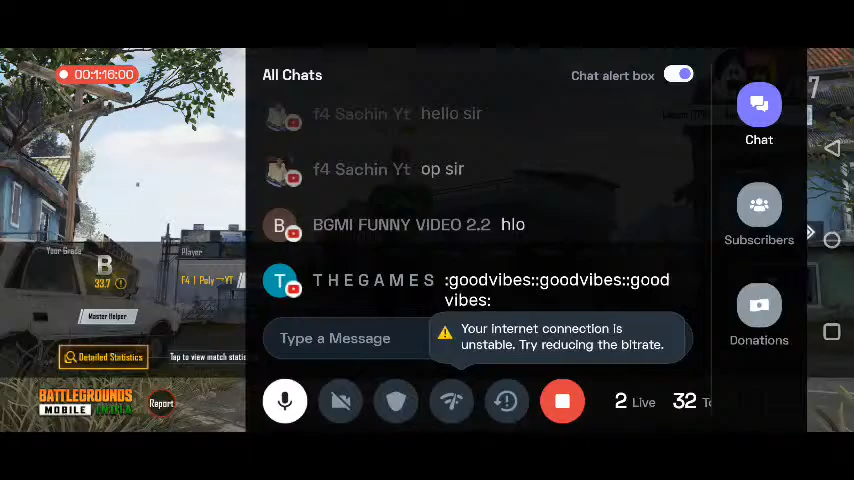 00:1:16:00
All Chats
Chat alert box
f4 Sachin Yt hello sir
f4 Sachin Yt op sir
BGMI FUNNY VIDEO 2.2 hlo
T H E G A M E S :goodvibes::goodvibes::good
vibes:
Type a Message
Your internet connection is
unstable. Try reducing the bitrate.
2 Live 32
Chat
Subscribers
Donations
Your Grade
B
33.7
Master Helper
Player
Detailed Statistics
Tap to view match statis
BATTLEGROUNDS
MOBILE INDIA
Report
7